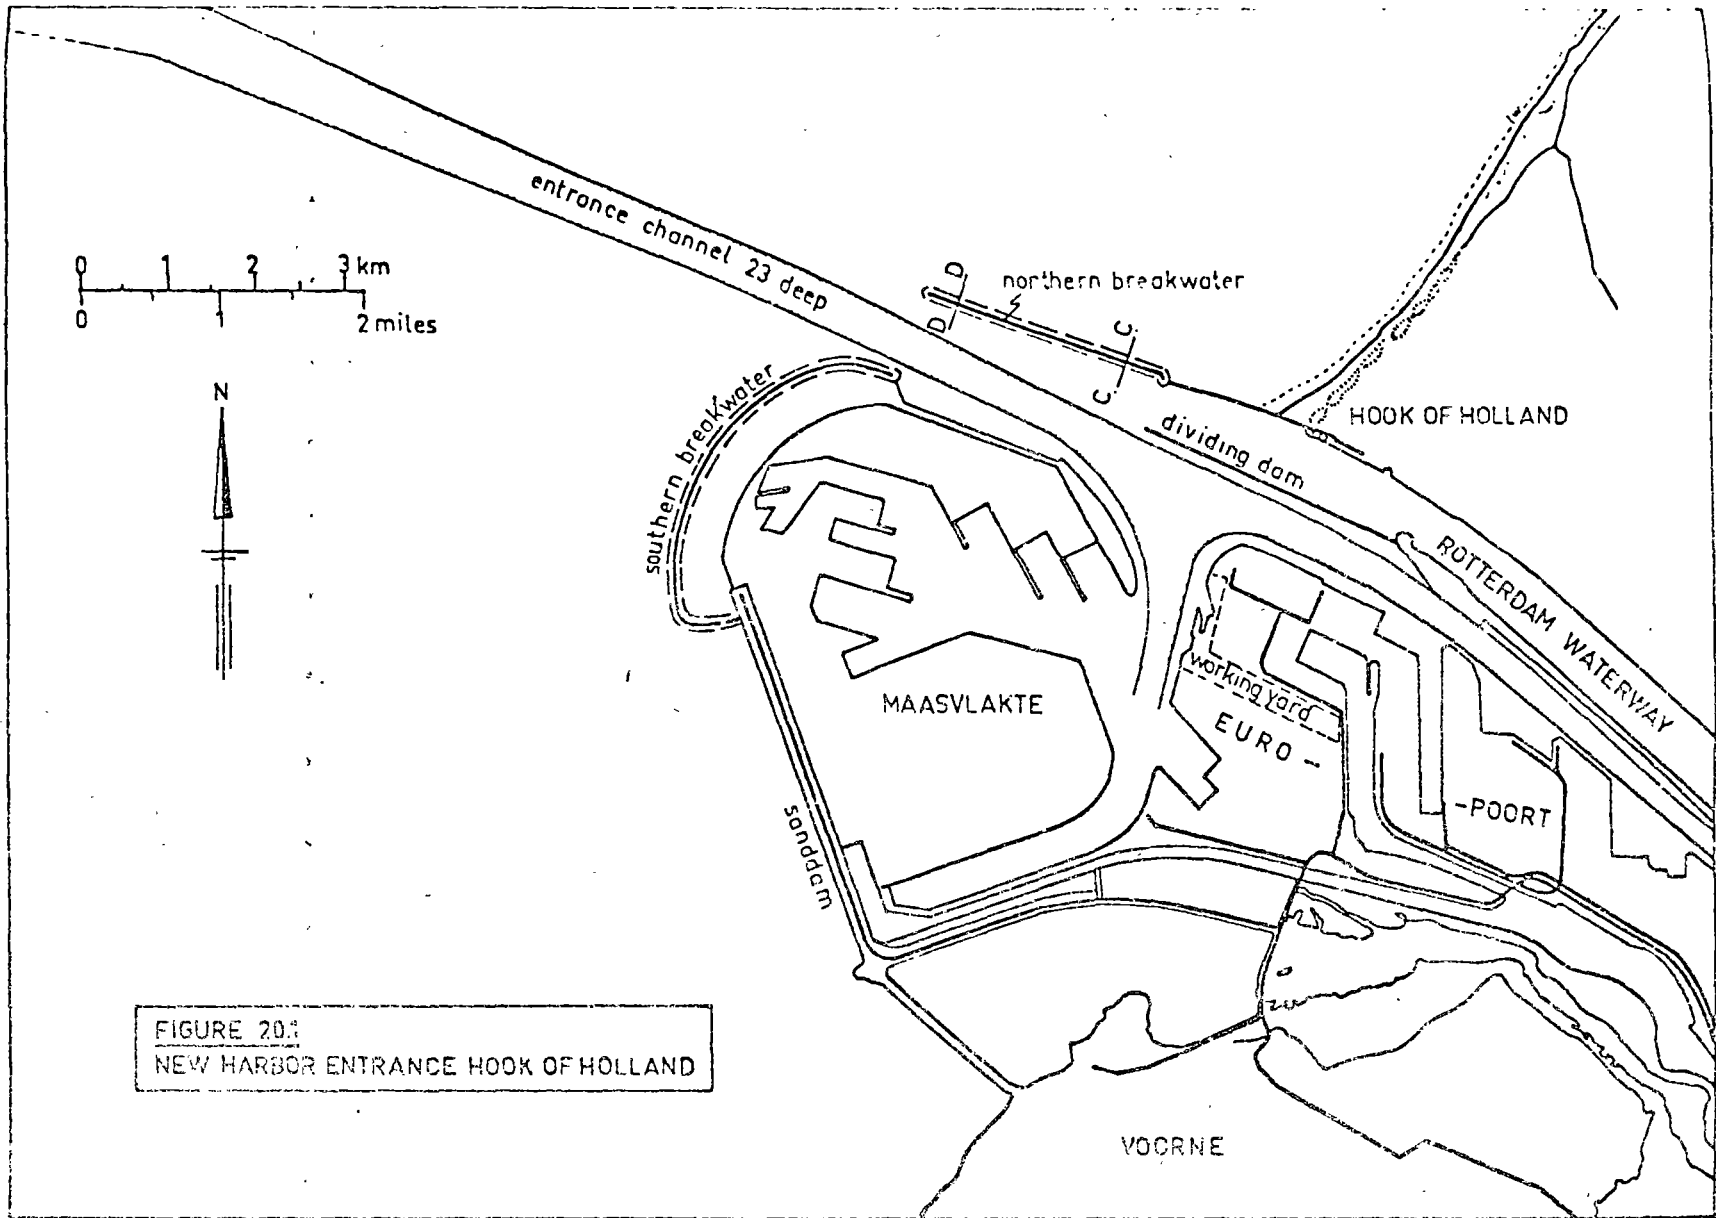 entrance channel 23 deep
0 1 2 3 km
0 1 2 miles
N
D
D
northern breakwater
C
C
southern breakwater
dividing dam
HOOK OF HOLLAND
ROTTERDAM WATERWAY
working yard
MAASVLAKTE
EURO -
-POORT
sanddam
FIGURE 20.1
NEW HARBOR ENTRANCE HOOK OF HOLLAND
VOORNE